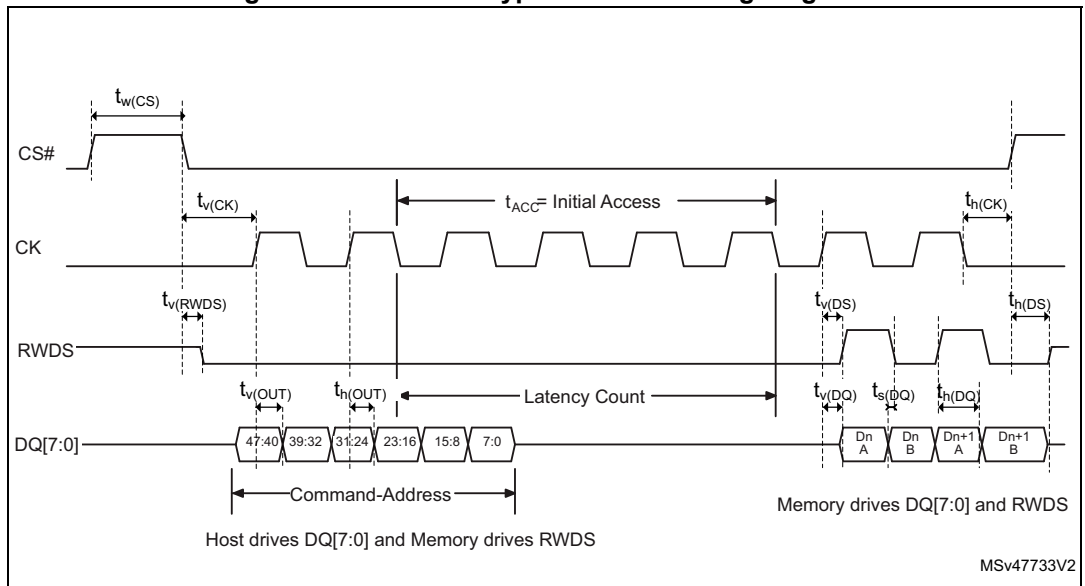 tw(CS)
CS#
tv(CK)
tACC= Initial Access
th(CK)
CK
tv(RWDS)
tv(DS)
th(DS)
RWDS
tv(OUT)
th(OUT)
Latency Count
tv(DQ)
ts(DQ)
th(DQ)
DQ[7:0]
47:40
39:32
31:24
23:16
15:8
7:0
Dn
A
Dn
B
Dn+1
A
Dn+1
B
Command-Address
Memory drives DQ[7:0] and RWDS
Host drives DQ[7:0] and Memory drives RWDS
MSv47733V2